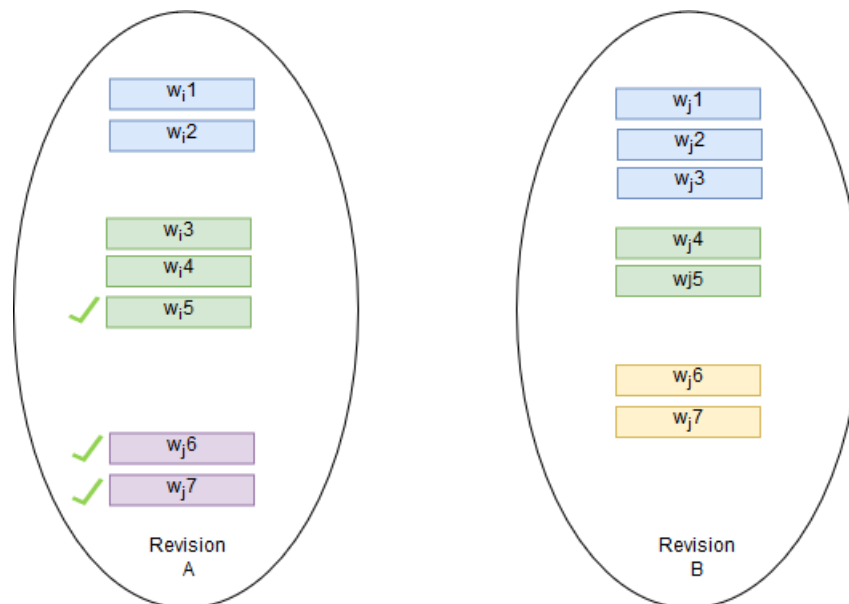 wᵢ1
wᵢ2
wᵢ3
wᵢ4
wᵢ5
wⱼ6
wⱼ7
Revision
A
wⱼ1
wⱼ2
wⱼ3
wⱼ4
wj5
wⱼ6
wⱼ7
Revision
B